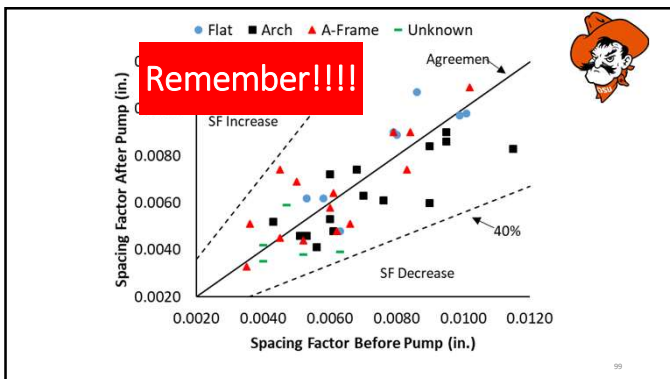 Flat Arch A-Frame Unknown
Remember!!!!
Agreemen
SF Increase
Spacing Factor After Pump (in.)
0.0080
0.0060
0.0040
0.0020
40%
SF Decrease
0.0020 0.0040 0.0060 0.0080 0.0100 0.0120
Spacing Factor Before Pump (in.)
OSU
99